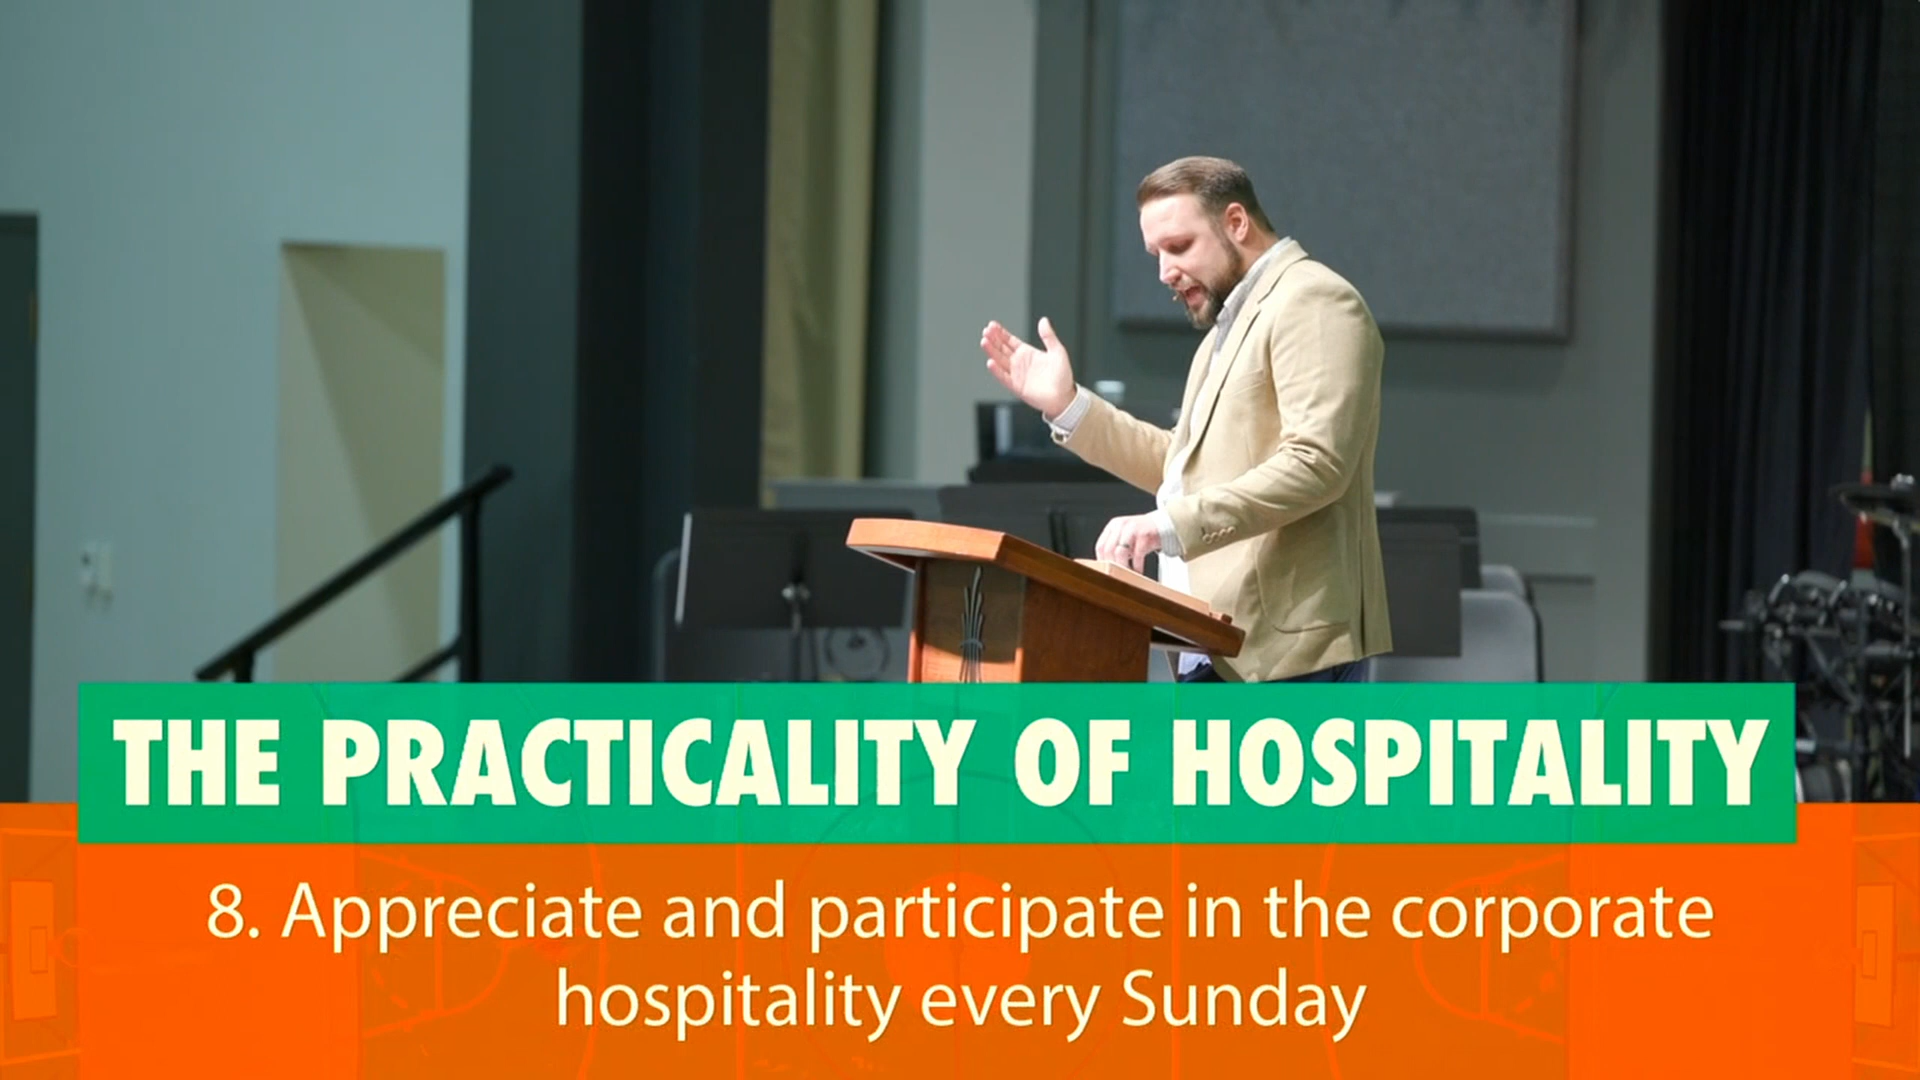 THE PRACTICALITY OF HOSPITALITY
8. Appreciate and participate in the corporate
hospitality every Sunday